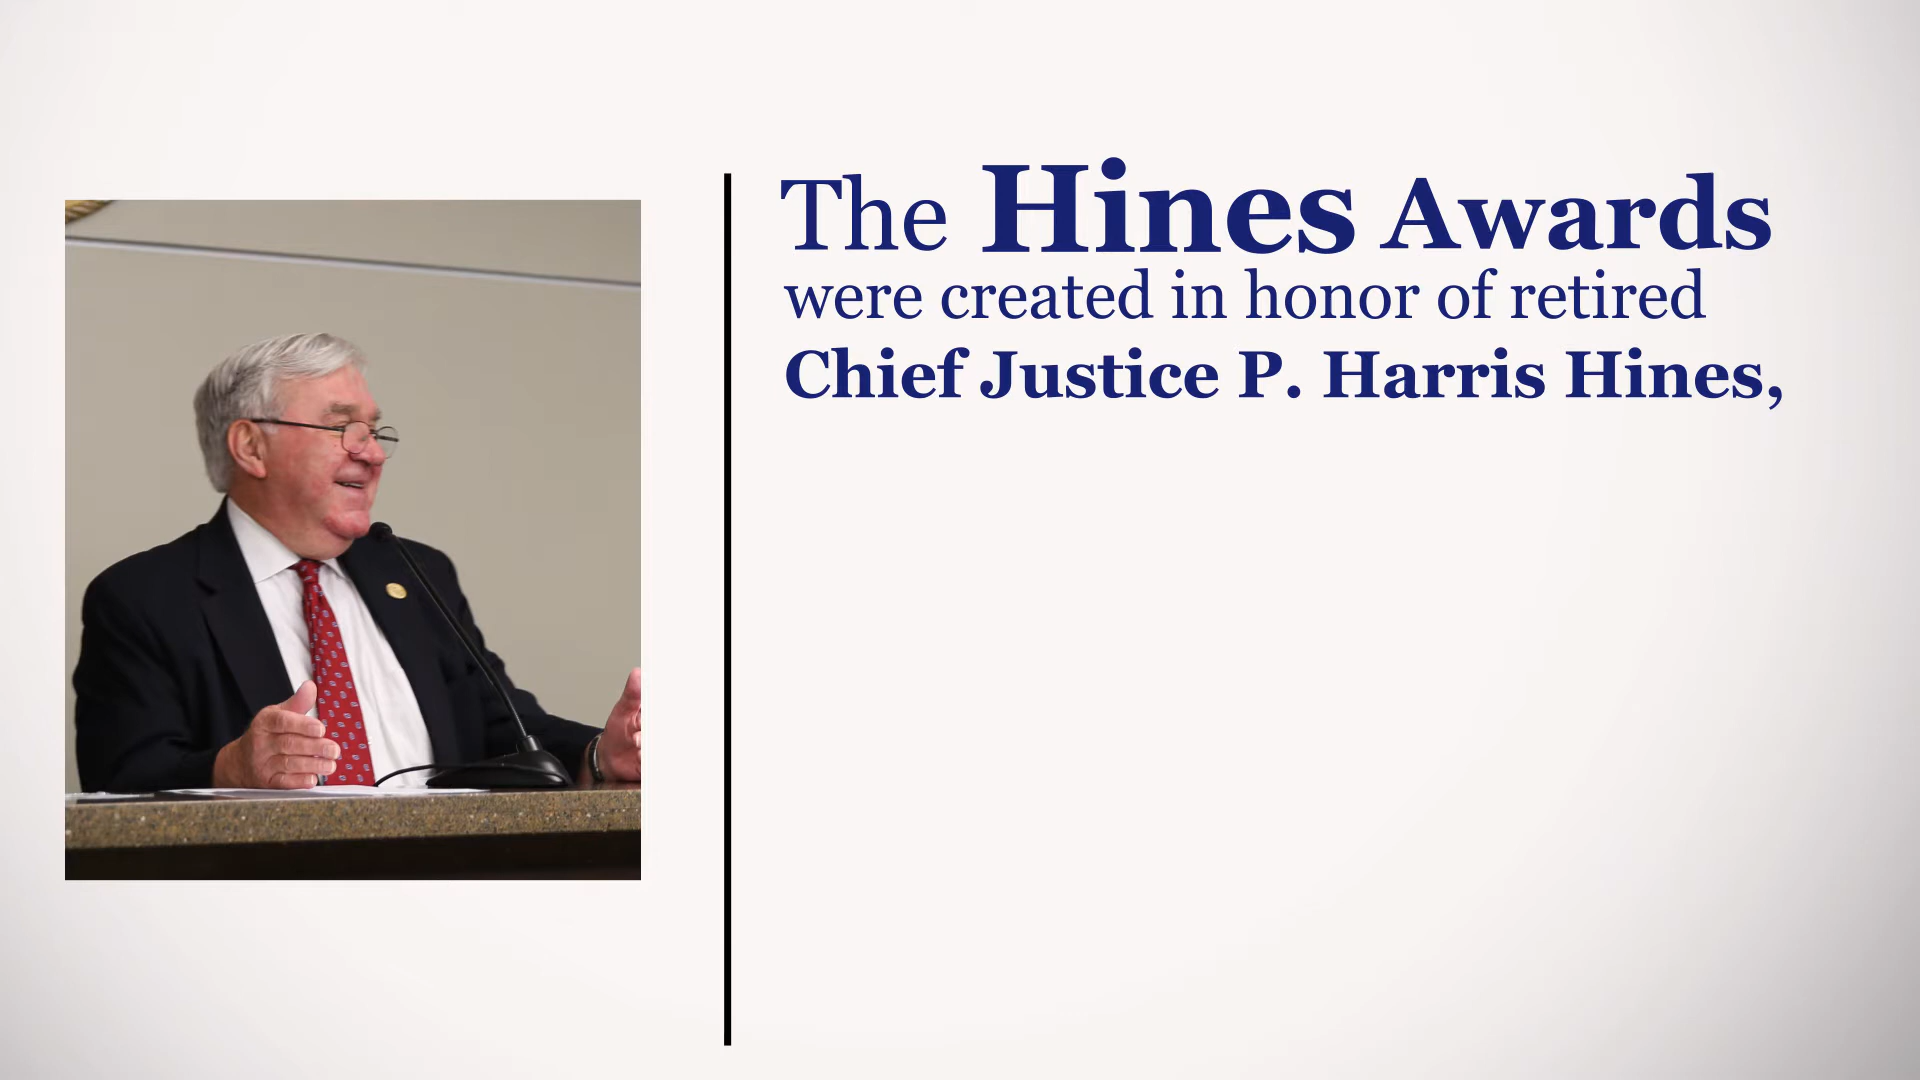 The Hines Awards
were created in honor of retired
Chief Justice P. Harris Hines,